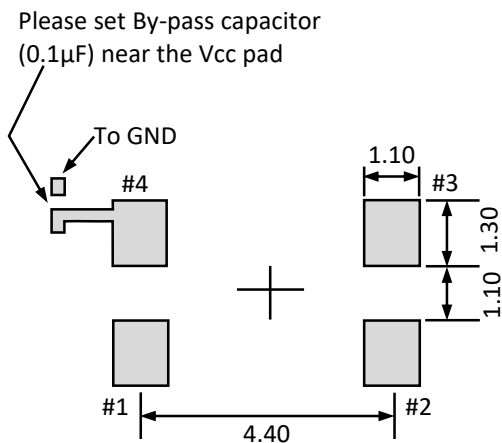 Please set By-pass capacitor
(0.1µF) near the Vcc pad
To GND
1.10
#4
#3
1.30
1.10
#1
#2
4.40